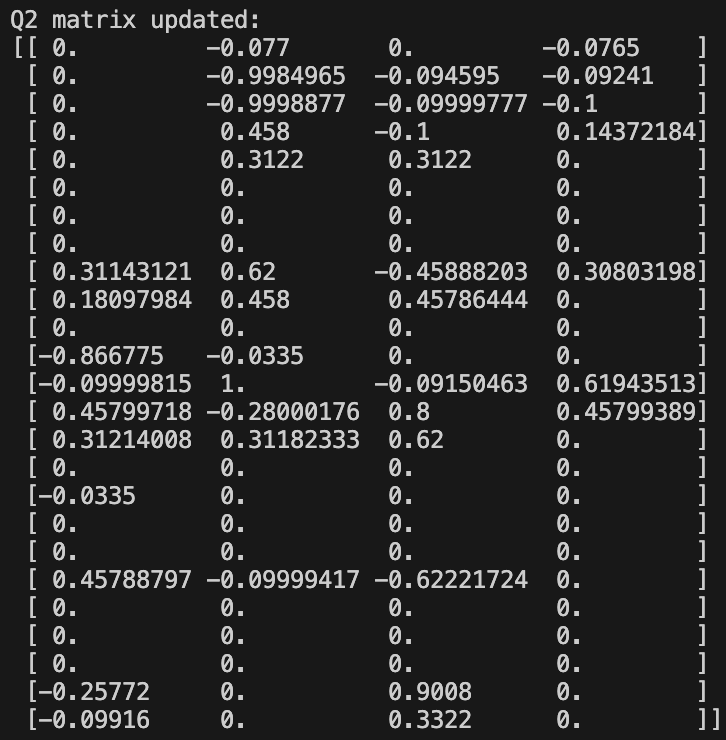 Q2 matrix updated:
[[ 0.         -0.077       0.         -0.0765    ]
 [ 0.         -0.9984965  -0.094595   -0.09241   ]
 [ 0.         -0.9998877  -0.09999777 -0.1       ]
 [ 0.          0.458      -0.1         0.14372184]
 [ 0.          0.3122      0.3122      0.        ]
 [ 0.          0.          0.          0.        ]
 [ 0.          0.          0.          0.        ]
 [ 0.          0.          0.          0.        ]
 [ 0.31143121  0.62       -0.45888203  0.30803198]
 [ 0.18097984  0.458       0.45786444  0.        ]
 [ 0.          0.          0.          0.        ]
 [-0.866775   -0.0335      0.          0.        ]
 [-0.09999815  1.         -0.09150463  0.61943513]
 [ 0.45799718 -0.28000176  0.8         0.45799389]
 [ 0.31214008  0.31182333  0.62        0.        ]
 [ 0.          0.          0.          0.        ]
 [-0.0335      0.          0.          0.        ]
 [ 0.          0.          0.          0.        ]
 [ 0.          0.          0.          0.        ]
 [ 0.45788797 -0.09999417 -0.62221724  0.        ]
 [ 0.          0.          0.          0.        ]
 [ 0.          0.          0.          0.        ]
 [ 0.          0.          0.          0.        ]
 [-0.25772     0.          0.9008      0.        ]
 [-0.09916     0.          0.3322      0.        ]]